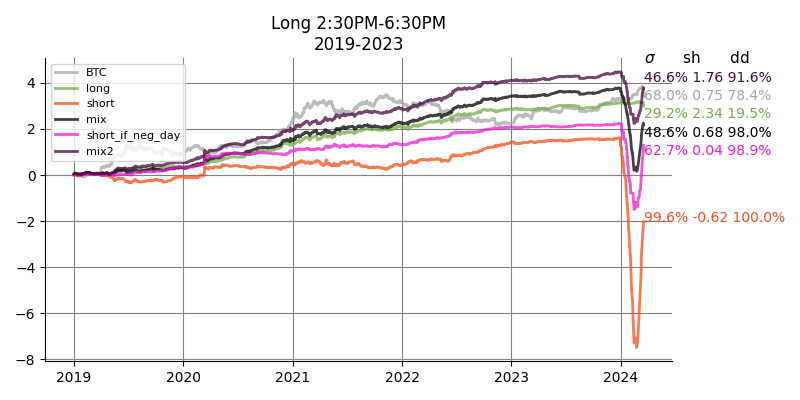 Long 2:30PM-6:30PM
2019-2023
σ sh dd
BTC
long
short
mix
short_if_neg_day
mix2
46.6% 1.76 91.6%
68.0% 0.75 78.4%
29.2% 2.34 19.5%
48.6% 0.68 98.0%
62.7% 0.04 98.9%
99.6% -0.62 100.0%
4
2
0
−2
−4
−6
−8
2019 2020 2021 2022 2023 2024